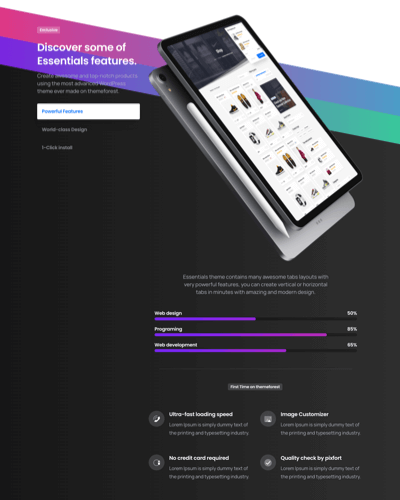 Exclusive
Discover some of
Essentials features.
Create awesome and top notch products
using the most advanced WordPress
theme ever made on themeforest.
Powerful Features
World-class Design
1-Click Install
Essentials theme contains many awesome tabs layouts with
very powerful features, you can create vertical or horizontal
tabs in minutes with amazing and modern design.
Web design 50%
Programing 85%
Web development 65%
First Time on themeforest
Ultra-fast loading speed
Lorem Ipsum is simply dummy text of
the printing and typesetting industry.
Image Customizer
Lorem Ipsum is simply dummy text of
the printing and typesetting industry.
No credit card required
Lorem Ipsum is simply dummy text of
the printing and typesetting industry.
Quality check by pixfort
Lorem Ipsum is simply dummy text of
the printing and typesetting industry.